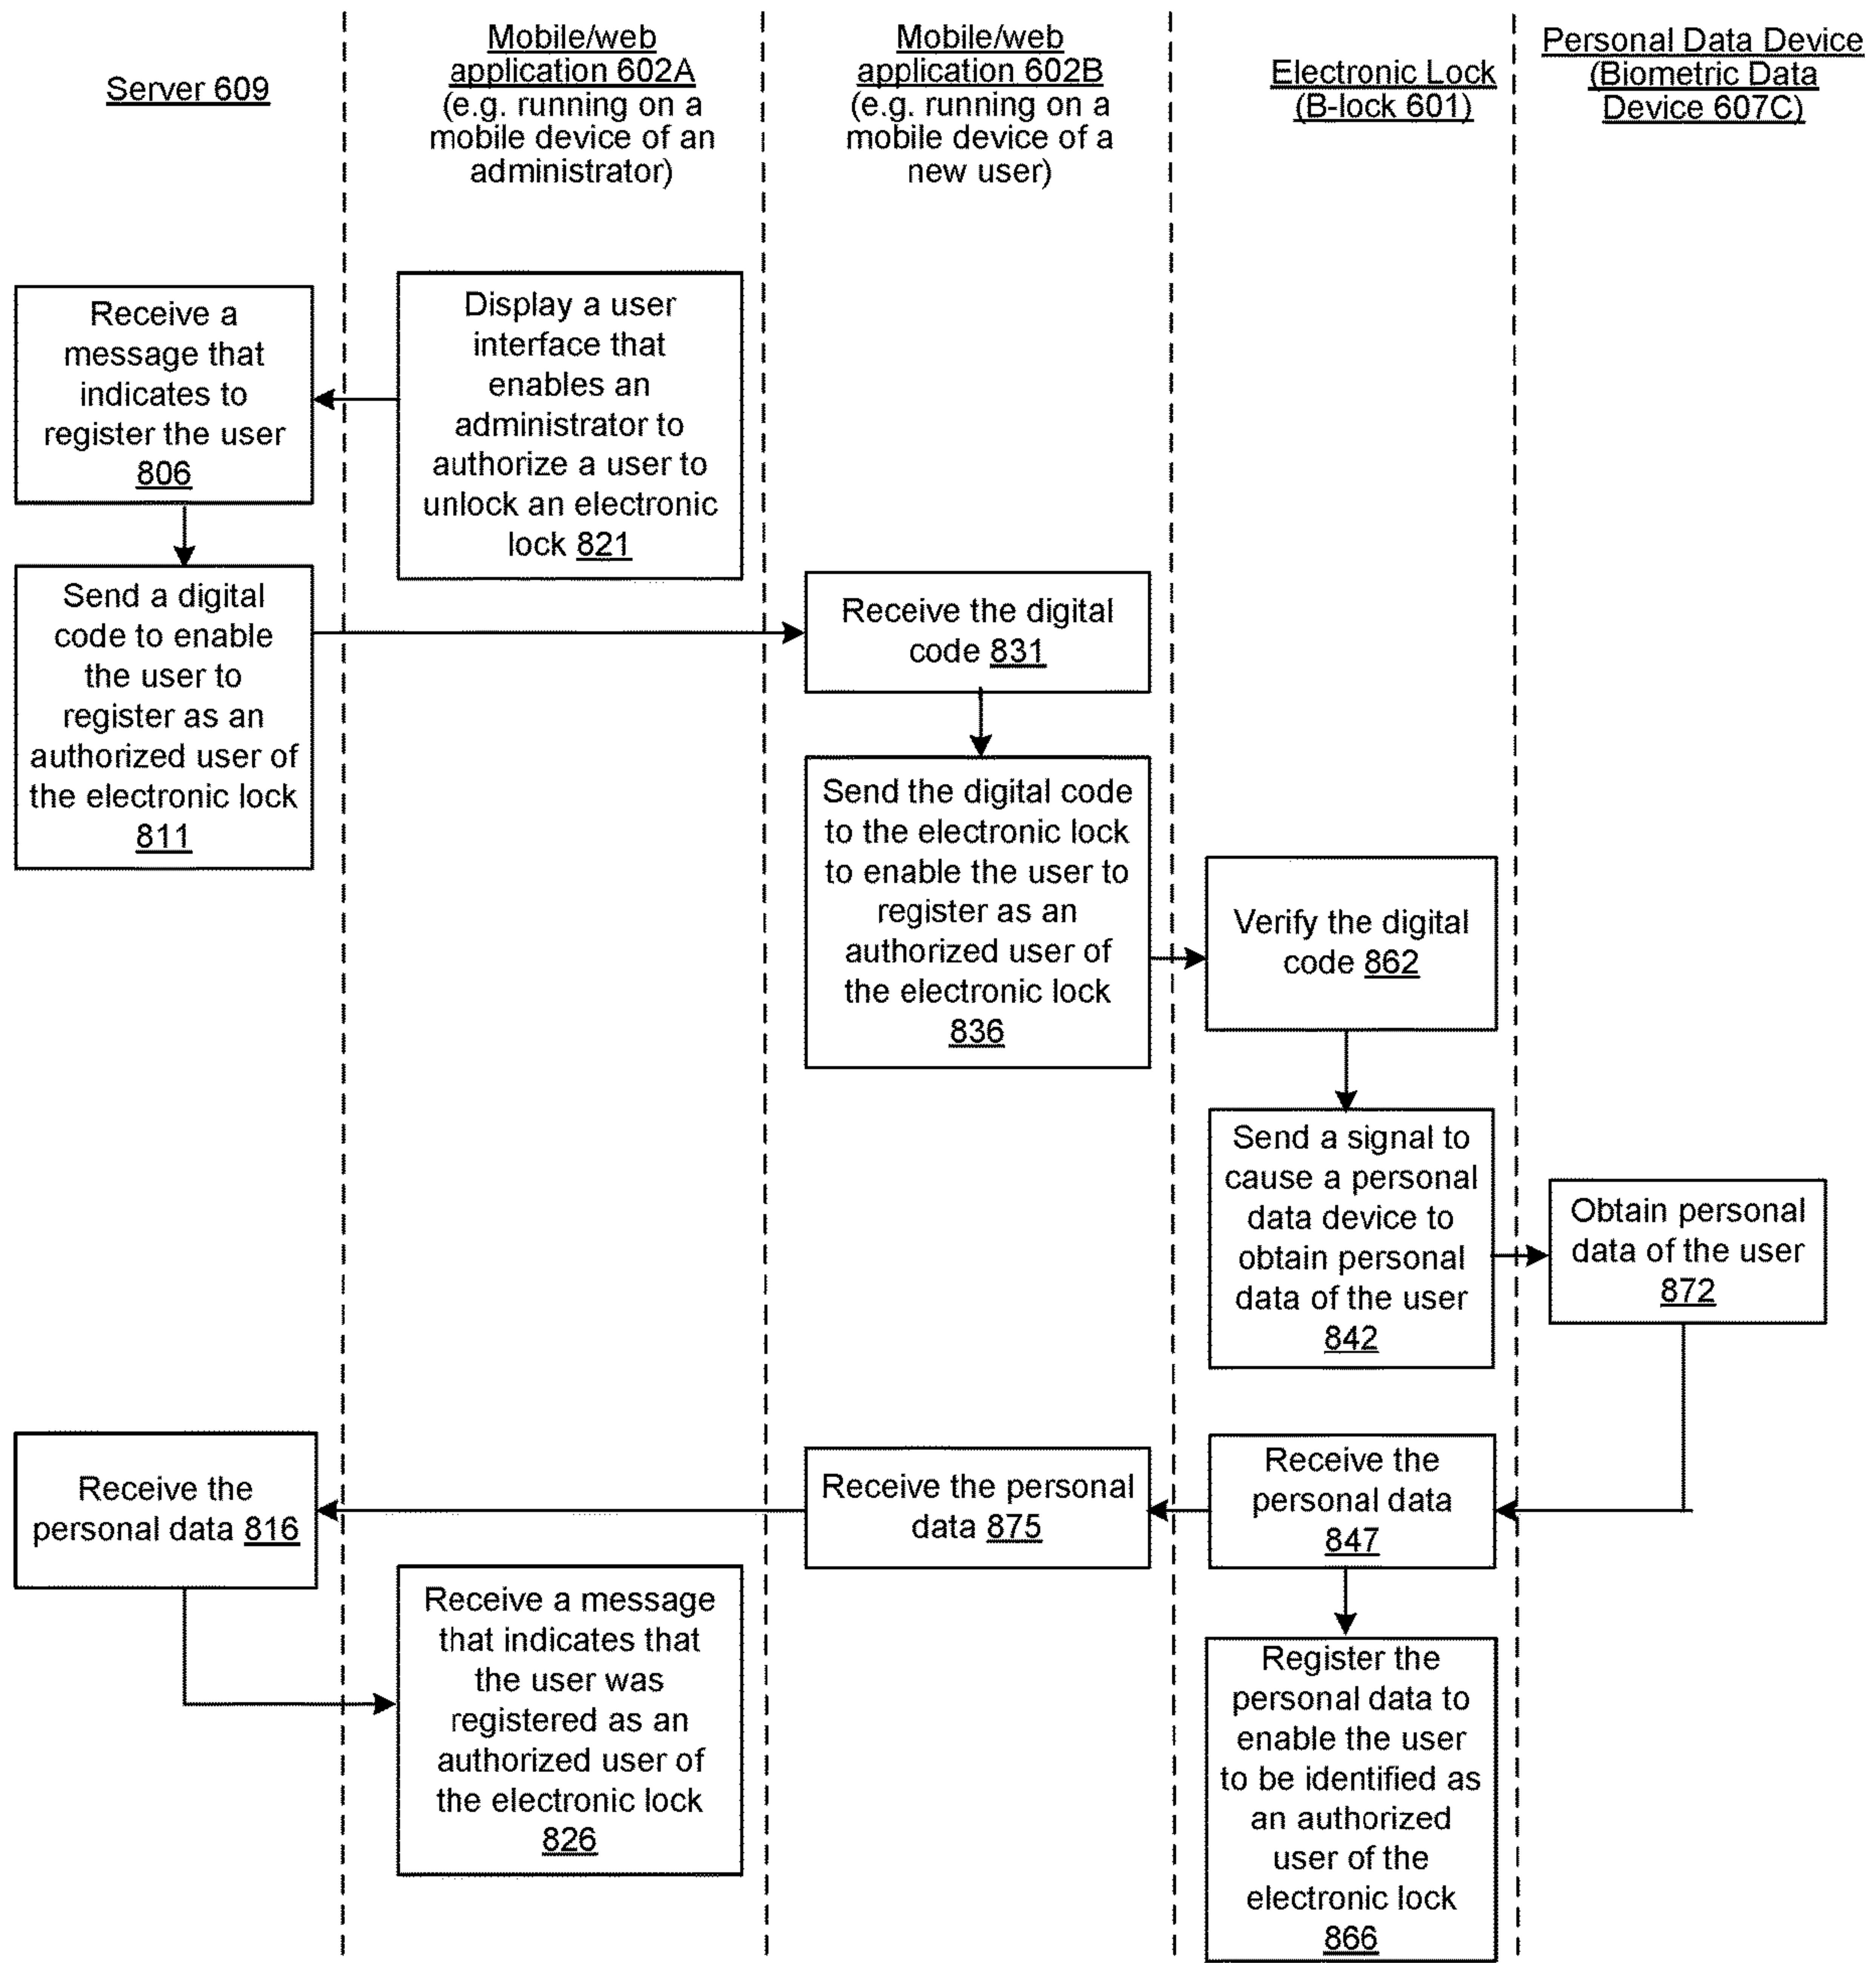 Server 609
Mobile/web
application 602A
(e.g. running on a
mobile device of an
administrator)
Mobile/web
application 602B
(e.g. running on a
mobile device of a
new user)
Electronic Lock
(B-lock 601)
Personal Data Device
(Biometric Data
Device 607C)
Receive a
message that
indicates to
register the user
806
Display a user
interface that
enables an
administrator to
authorize a user to
unlock an electronic
lock 821
Send a digital
code to enable
the user to
register as an
authorized user of
the electronic lock
811
Receive the digital
code 831
Send the digital code
to the electronic lock
to enable the user to
register as an
authorized user of
the electronic lock
836
Verify the digital
code 862
Send a signal to
cause a personal
data device to
obtain personal
data of the user
842
Obtain personal
data of the user
872
Receive the
personal data 816
Receive the personal
data 875
Receive the
personal data
847
Receive a message
that indicates that
the user was
registered as an
authorized user of
the electronic lock
826
Register the
personal data to
enable the user
to be identified as
an authorized
user of the
electronic lock
866